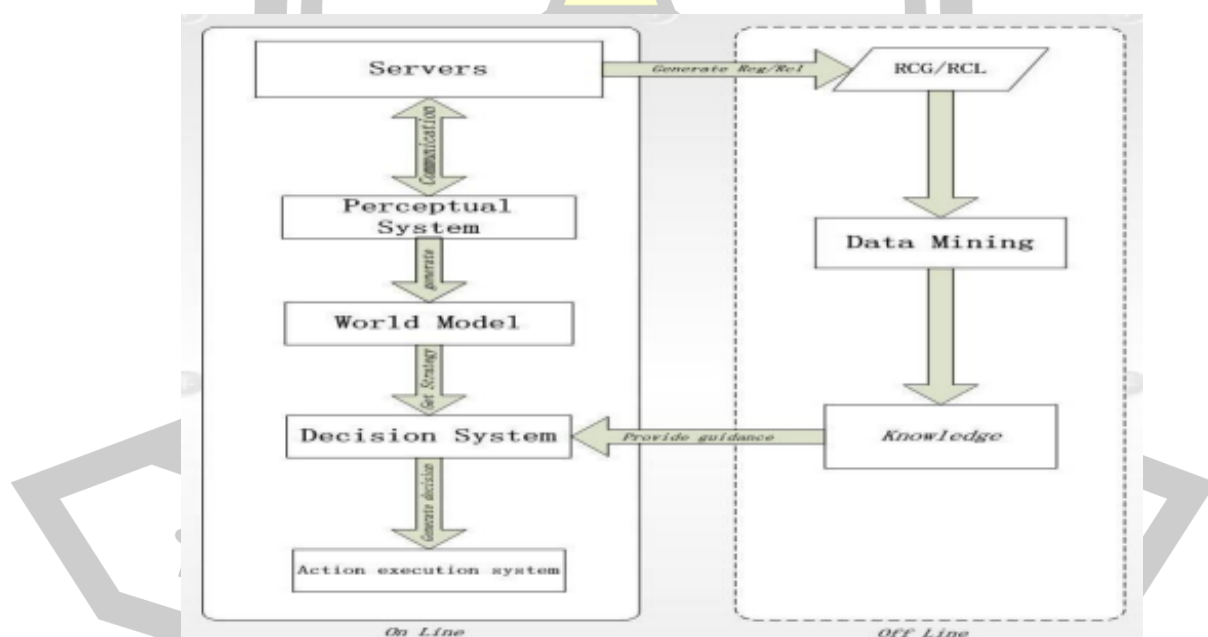 Servers
Generate Rcg/Rcl
RCG/RCL
Communication
Perceptual
System
Data Mining
generate
World Model
Get Strategy
Decision System
Provide guidance
Knowledge
Generate decision
Action execution system
On Line
Off Line